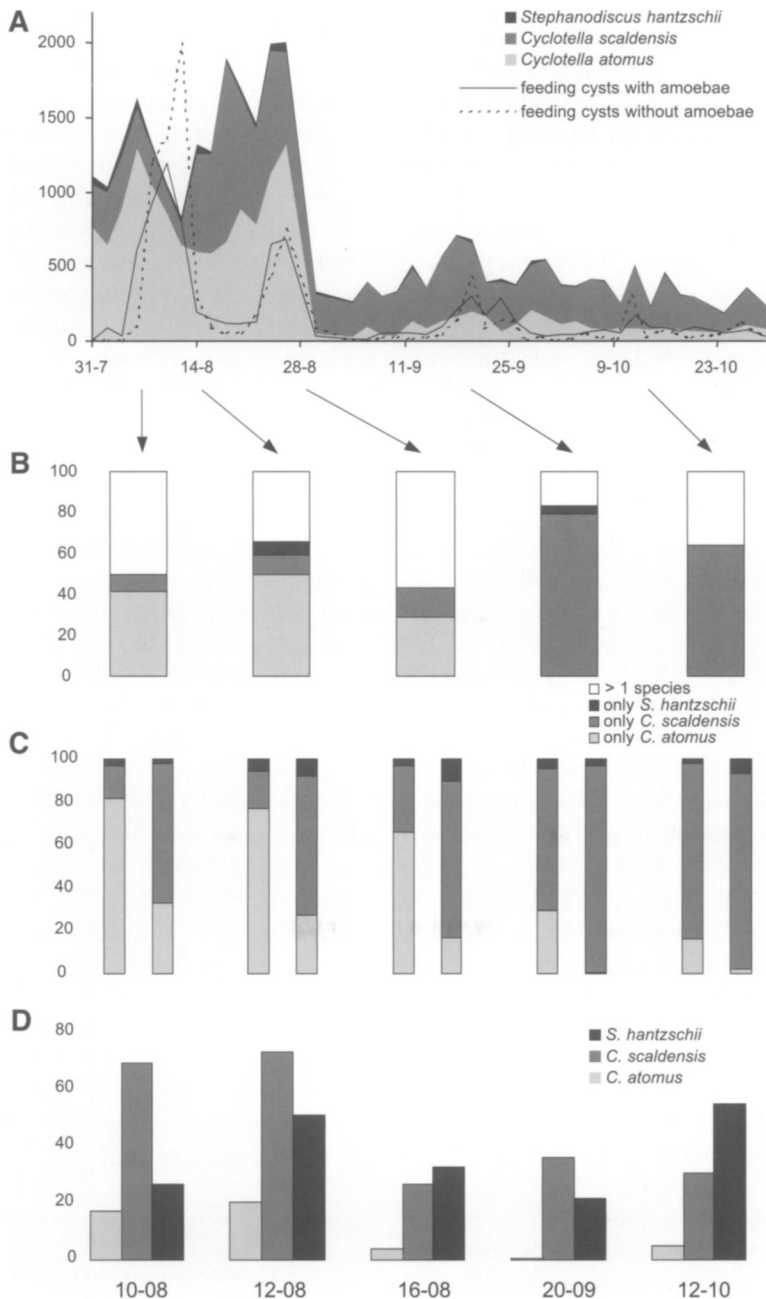 A
Stephanodiscus hantzschii
Cyclotella scaldensis
Cyclotella atomus
feeding cysts with amoebae
feeding cysts without amoebae
2000
1500
1000
500
0
31-7 14-8 28-8 11-9 25-9 9-10 23-10
B
100
80
60
40
20
0
> 1 species
only S. hantzschii
only C. scaldensis
only C. atomus
C
100
80
60
40
20
0
D
80
60
40
20
0
S. hantzschii
C. scaldensis
C. atomus
10-08 12-08 16-08 20-09 12-10